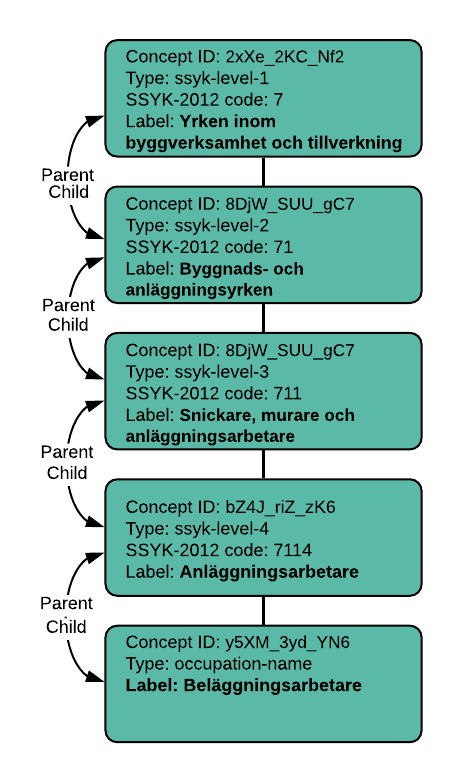 Concept ID: 2xXe_2KC_Nf2
Type: ssyk-level-1
SSYK-2012 code: 7
Label: Yrken inom
byggverksamhet och tillverkning
Parent
Child
Concept ID: 8DjW_SUU_gC7
Type: ssyk-level-2
SSYK-2012 code: 71
Label: Byggnads- och
anläggningsyrken
Parent
Child
Concept ID: 8DjW_SUU_gC7
Type: ssyk-level-3
SSYK-2012 code: 711
Label: Snickare, murare och
anläggningsarbetare
Parent
Child
Concept ID: bZ4J_riZ_zK6
Type: ssyk-level-4
SSYK-2012 code: 7114
Label: Anläggningsarbetare
Parent
Child
Concept ID: y5XM_3yd_YN6
Type: occupation-name
Label: Beläggningsarbetare